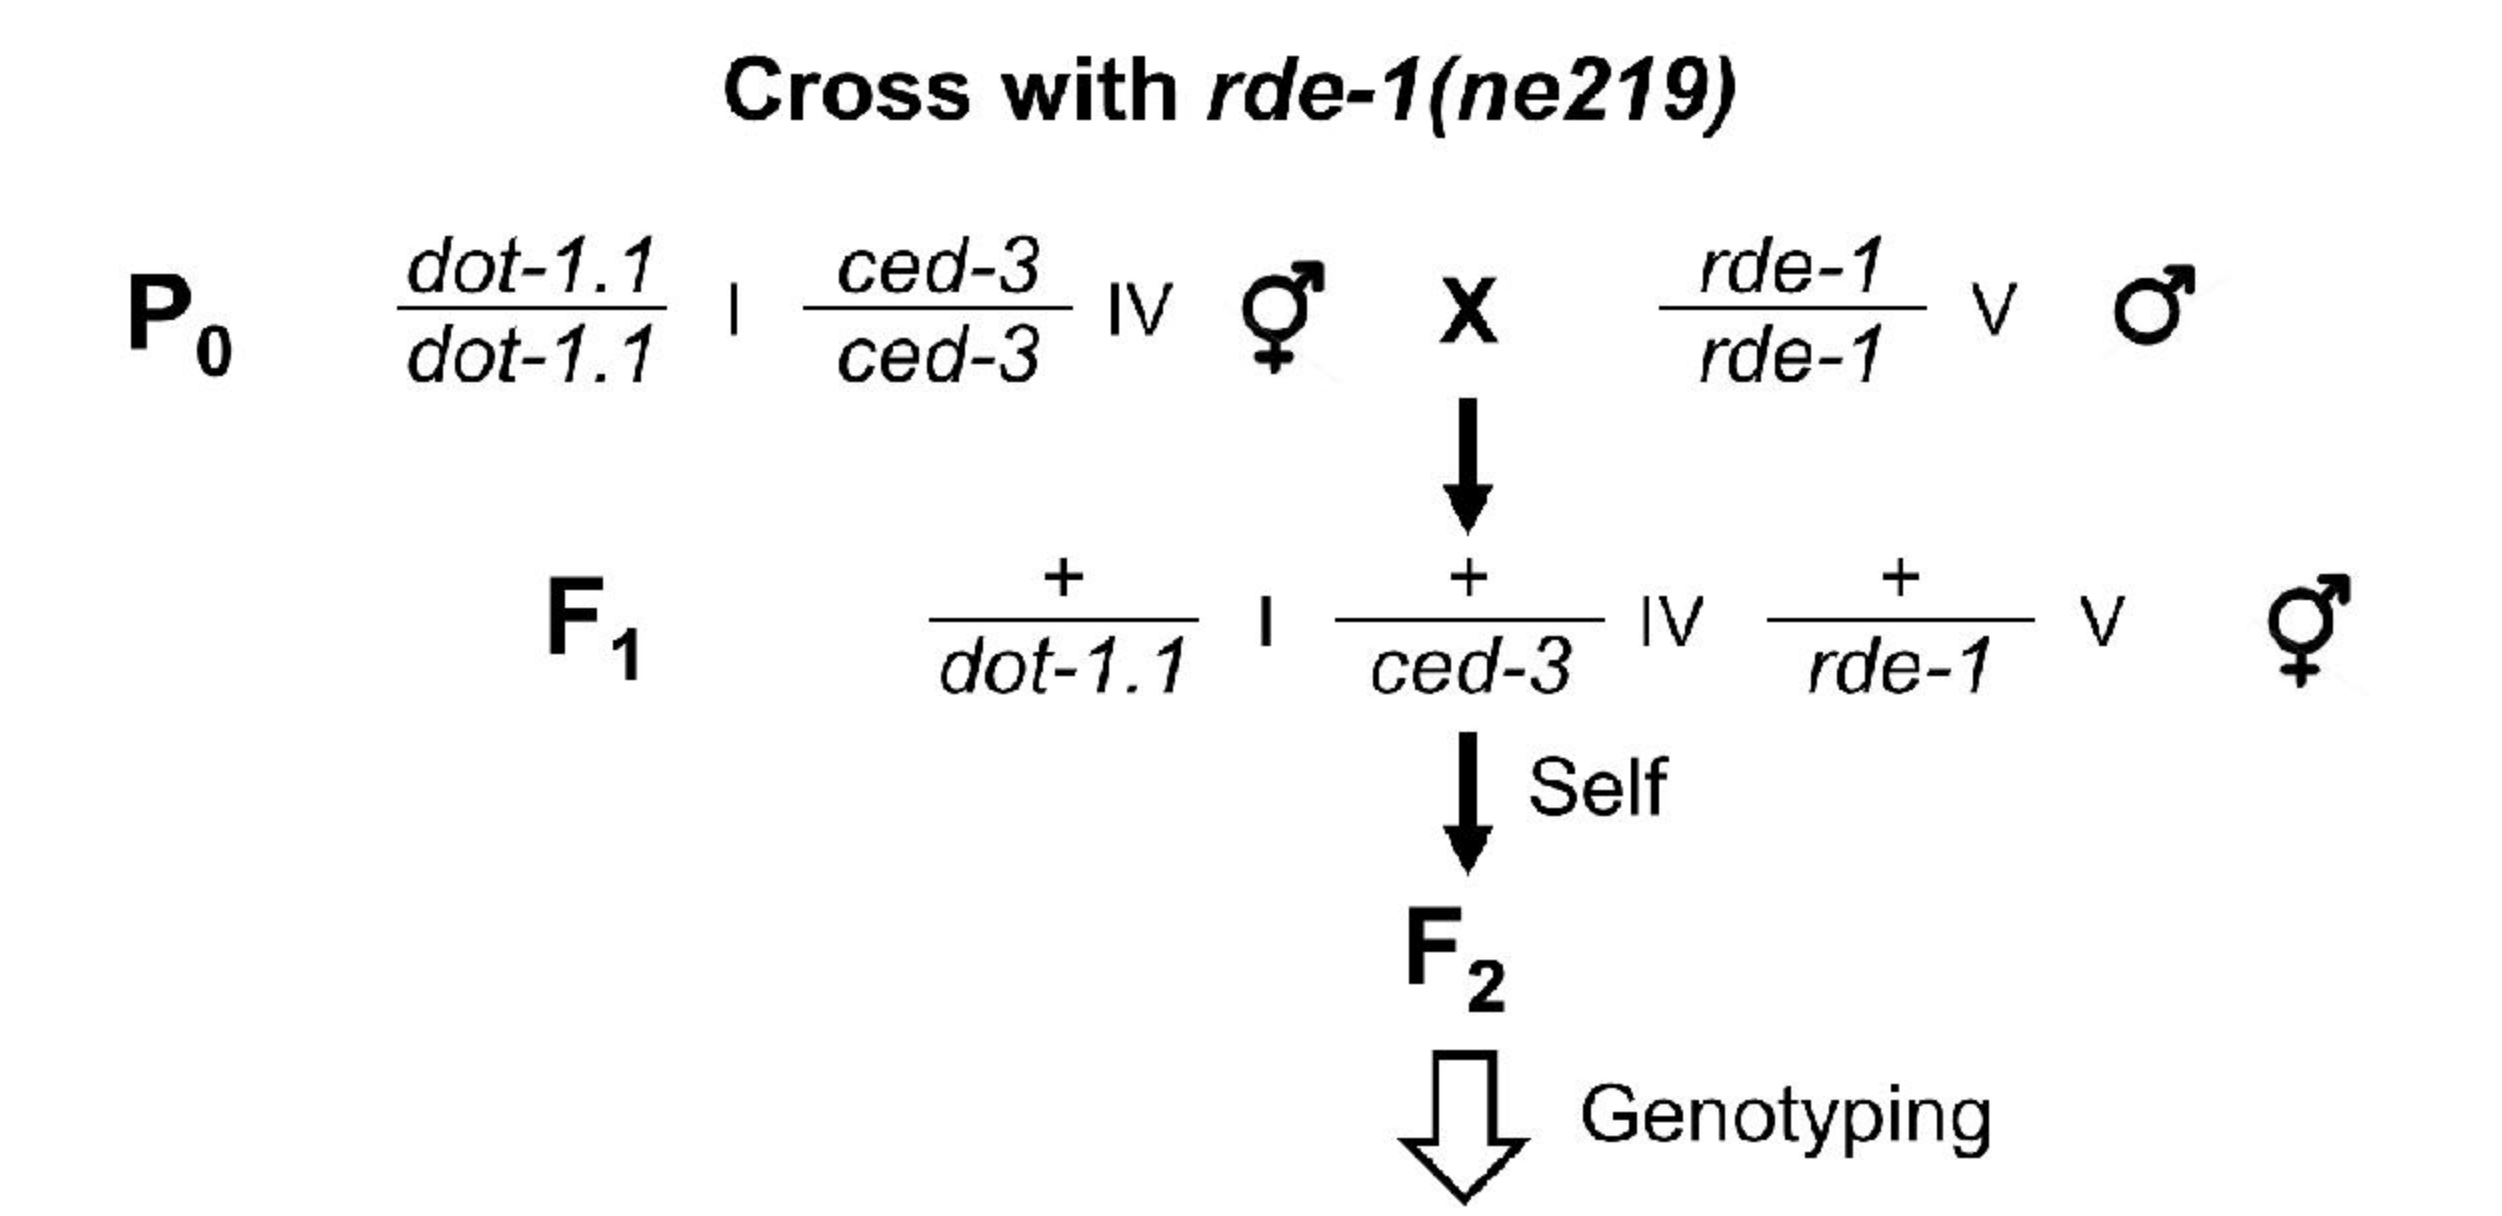 Cross with rde-1(ne219)
P0 dot-1.1 I ced-3 IV ⚥ X rde-1 V ♂
dot-1.1 ced-3 rde-1
+ + +
F1 I IV V
dot-1.1 ced-3 rde-1
Self
F2
Genotyping